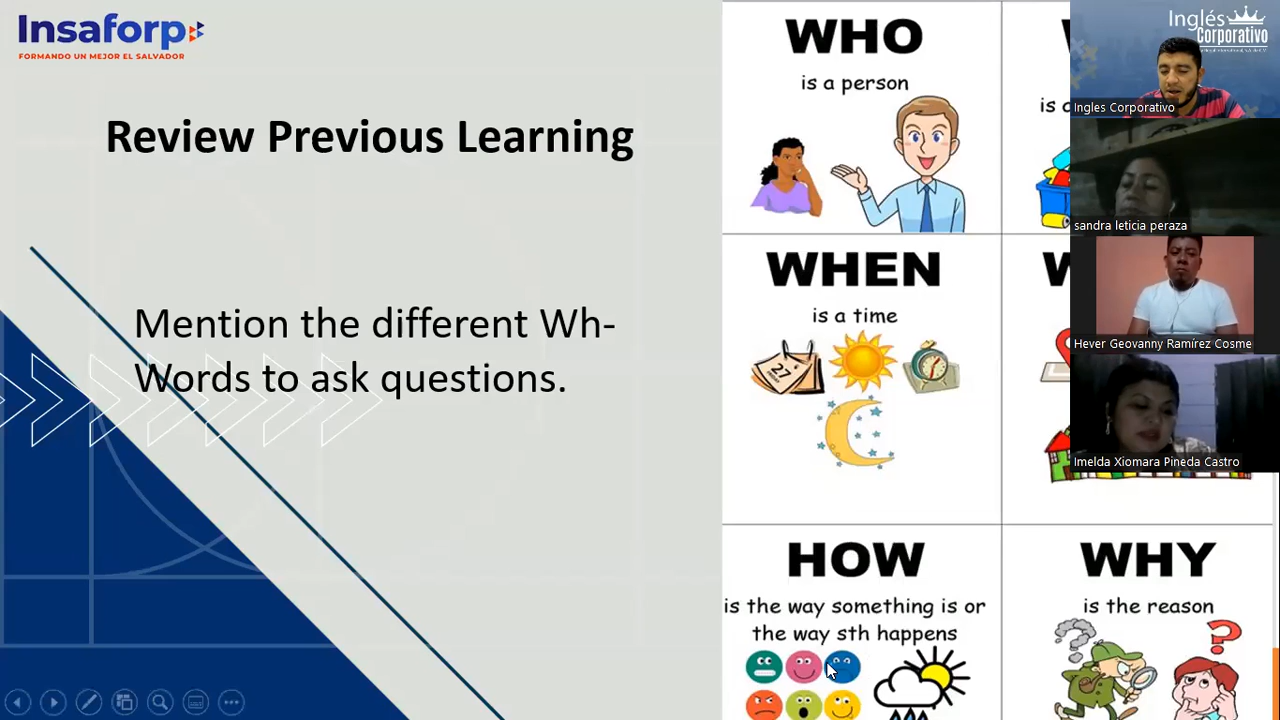 Insaforp
FORMANDO UN MEJOR EL SALVADOR
Review Previous Learning
Mention the different Wh-
Words to ask questions.
WHO
is a person
is a
WHEN
is a time
27
W
HOW
is the way something is or
the way sth happens
WHY
is the reason
Inglés
Corporativo
Ingles Corporativo
sandra leticia peraza
Hever Geovanny Ramírez Cosme
Imelda Xiomara Pineda Castro